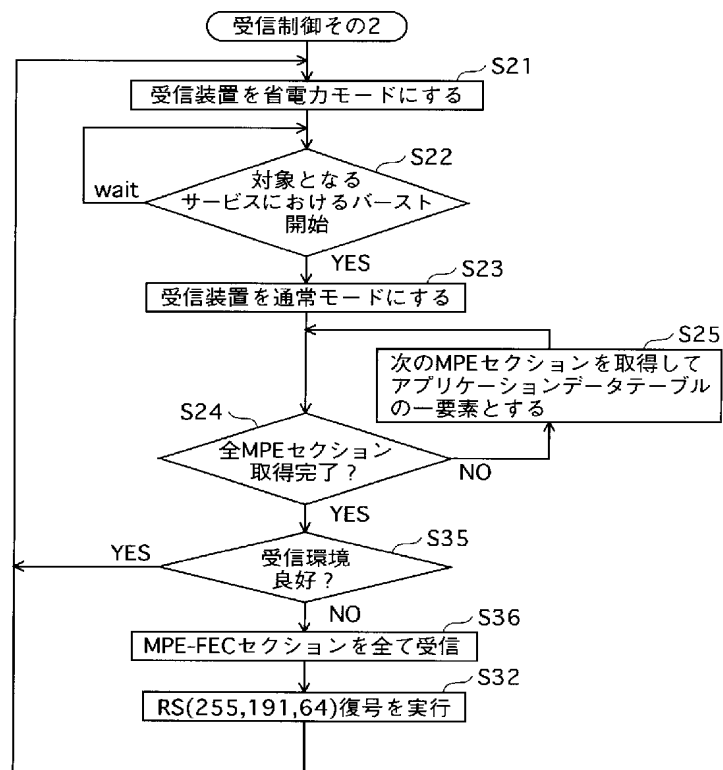 受信制御その2
S21
受信装置を省電力モードにする
S22
wait
対象となる
サービスにおけるバースト
開始
YES
S23
受信装置を通常モードにする
S25
次のMPEセクションを取得して
アプリケーションデータテーブル
の一要素とする
S24
全MPEセクション
取得完了？
NO
YES
S35
YES
受信環境
良好？
NO
S36
MPE-FECセクションを全て受信
S32
RS(255,191,64)復号を実行